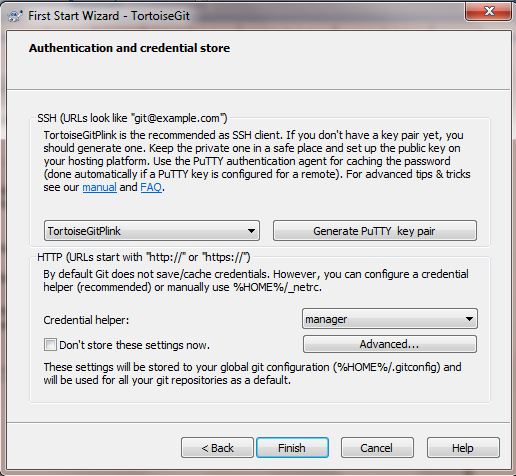 First Start Wizard - TortoiseGit
Authentication and credential store
SSH (URLs look like "git@example.com")
TortoiseGitPlink is the recommended as SSH client. If you don't have a key pair yet, you
should generate one. Keep the private one in a safe place and set up the public key on
your hosting platform. Use the PuTTY authentication agent for caching the password
(done automatically if a PuTTY key is configured for a remote). For advanced tips & tricks
see our manual and FAQ.
TortoiseGitPlink
Generate PuTTY key pair
HTTP (URLs start with "http://" or "https://")
By default Git does not save/cache credentials. However, you can configure a credential
helper (recommended) or manually use %HOME%/_netrc.
Credential helper:
manager
Don't store these settings now.
Advanced...
These settings will be stored to your global git configuration (%HOME%/.gitconfig) and
will be used for all your git repositories as a default.
< Back
Finish
Cancel
Help